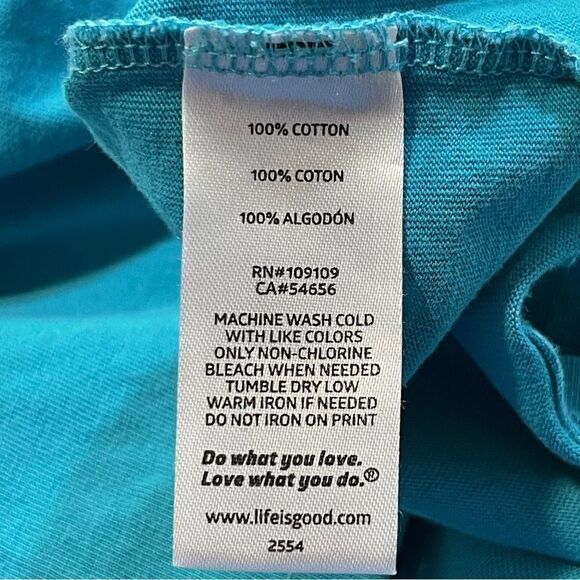 100% COTTON
100% COTON
100% ALGODÓN
RN#109109
CA#54656
MACHINE WASH COLD
WITH LIKE COLORS
ONLY NON-CHLORINE
BLEACH WHEN NEEDED
TUMBLE DRY LOW
WARM IRON IF NEEDED
DO NOT IRON ON PRINT
Do what you love.
Love what you do.®
www.lifeisgood.com
2554